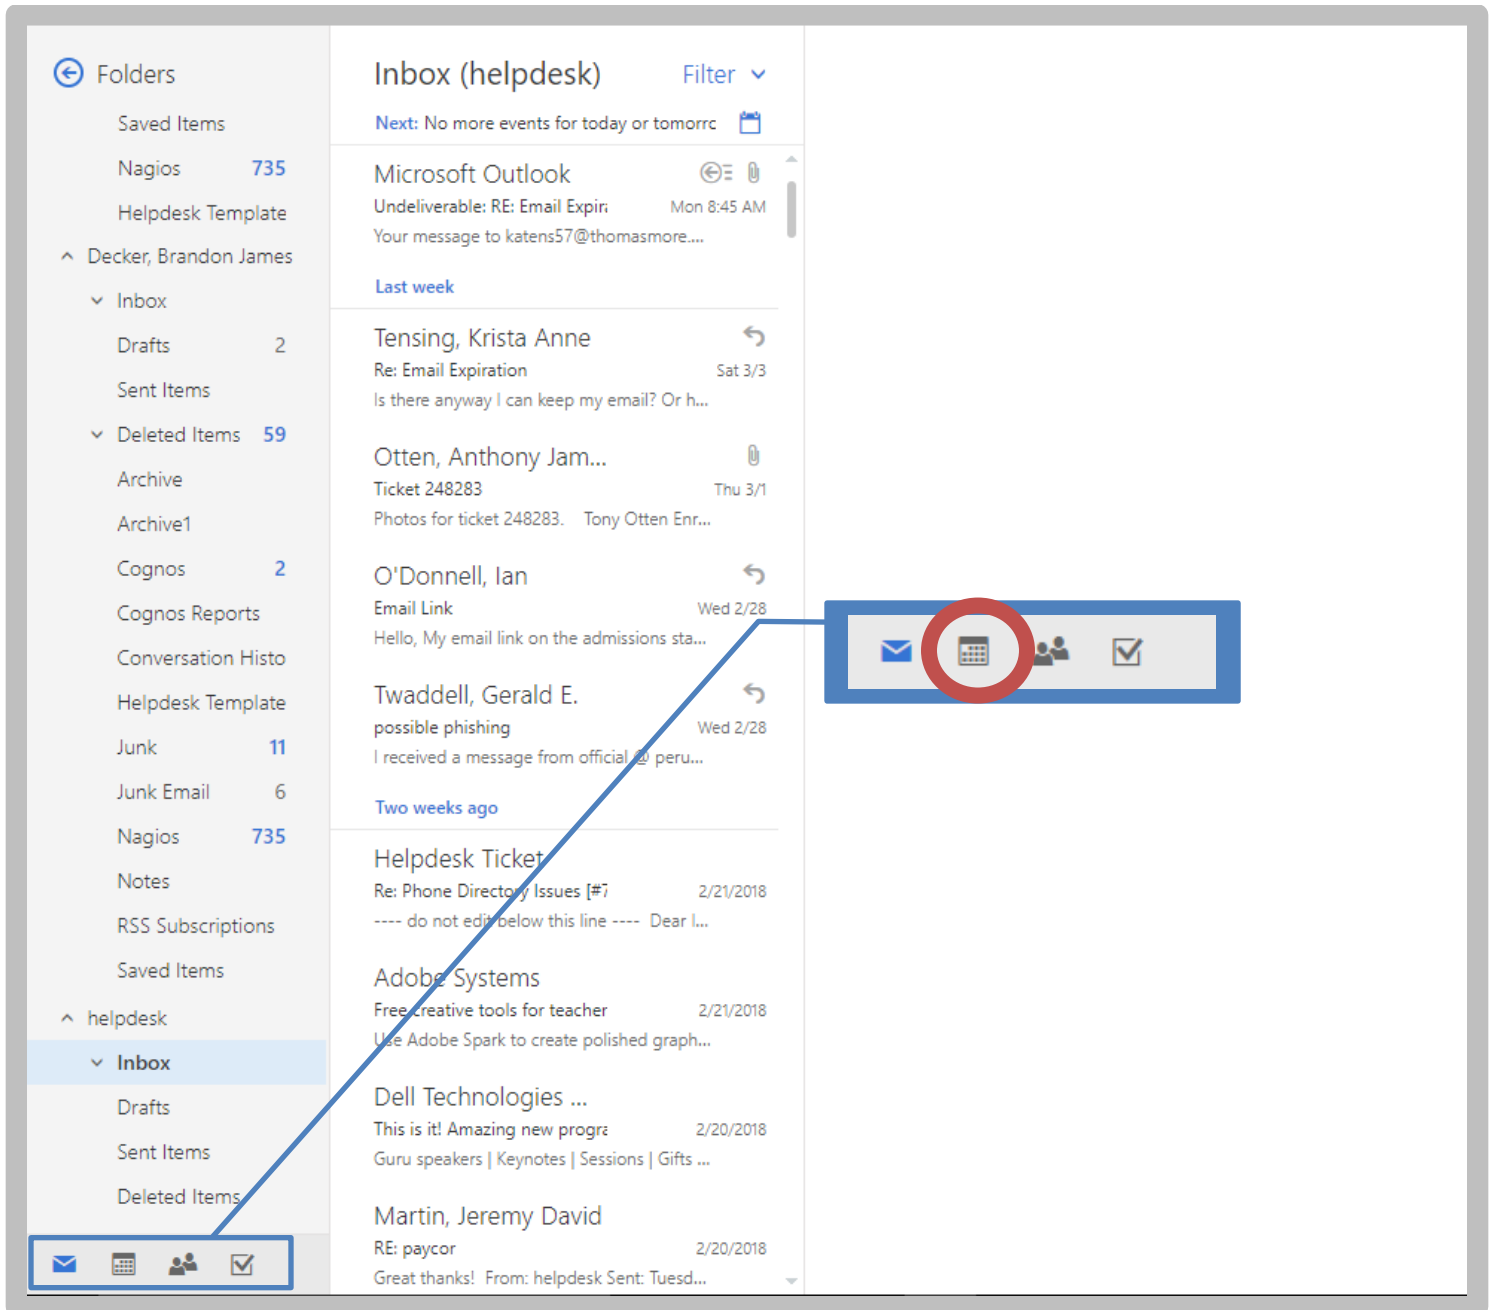 Folders
Saved Items
Nagios 735
Helpdesk Template
Decker, Brandon James
Inbox
Drafts 2
Sent Items
Deleted Items 59
Archive
Archive1
Cognos 2
Cognos Reports
Conversation Histo
Helpdesk Template
Junk 11
Junk Email 6
Nagios 735
Notes
RSS Subscriptions
Saved Items
helpdesk
Inbox
Drafts
Sent Items
Deleted Items
Inbox (helpdesk) Filter
Next: No more events for today or tomorrc
Microsoft Outlook
Undeliverable: RE: Email Expira Mon 8:45 AM
Your message to katens57@thomasmore....
Last week
Tensing, Krista Anne
Re: Email Expiration Sat 3/3
Is there anyway I can keep my email? Or h...
Otten, Anthony Jam...
Ticket 248283 Thu 3/1
Photos for ticket 248283. Tony Otten Enr...
O'Donnell, Ian
Email Link Wed 2/28
Hello, My email link on the admissions sta...
Twaddell, Gerald E.
possible phishing Wed 2/28
I received a message from official @ peru...
Two weeks ago
Helpdesk Ticket
Re: Phone Directory Issues [#7 2/21/2018
---- do not edit below this line ---- Dear I...
Adobe Systems
Free creative tools for teacher 2/21/2018
Use Adobe Spark to create polished graph...
Dell Technologies ...
This is it! Amazing new progra 2/20/2018
Guru speakers | Keynotes | Sessions | Gifts ...
Martin, Jeremy David
RE: paycor 2/20/2018
Great thanks! From: helpdesk Sent: Tuesd...